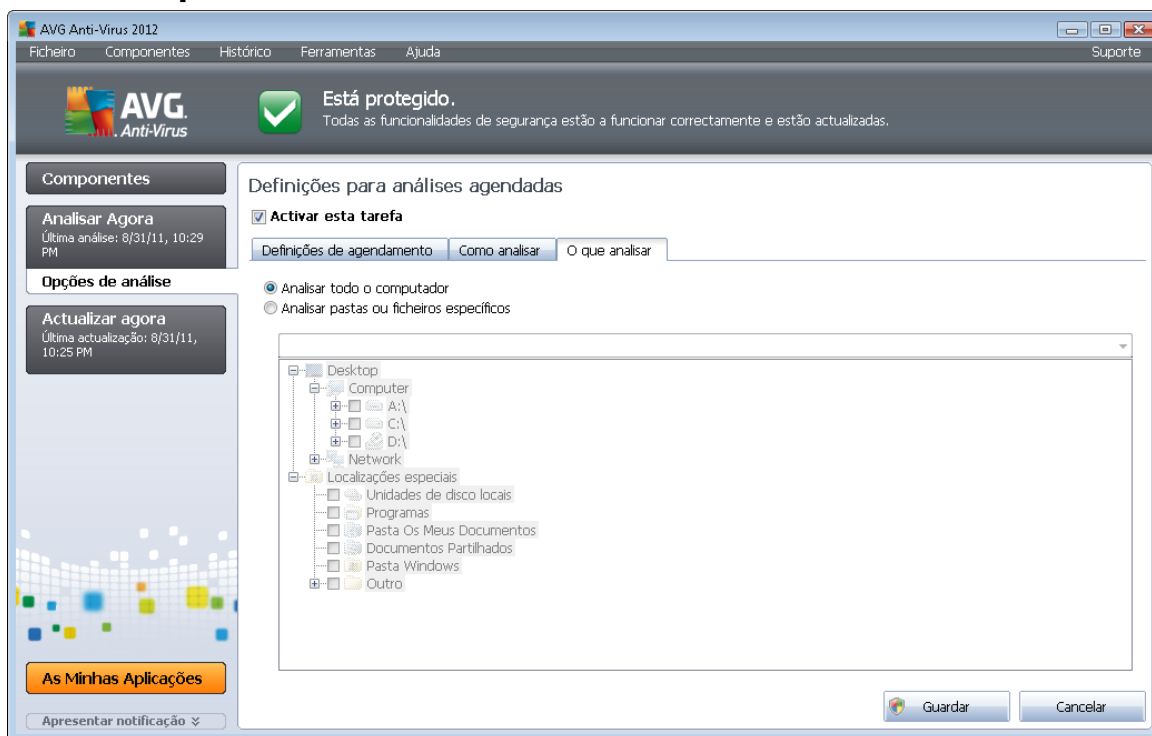 AVG Anti-Virus 2012
Ficheiro Componentes Histórico Ferramentas Ajuda Suporte
AVG.
Anti-Virus
Está protegido.
Todas as funcionalidades de segurança estão a funcionar correctamente e estão actualizadas.
Componentes
Analisar Agora
Última análise: 8/31/11, 10:29
PM
Opções de análise
Actualizar agora
Última actualização: 8/31/11,
10:25 PM
As Minhas Aplicações
Apresentar notificação
Definições para análises agendadas
Activar esta tarefa
Definições de agendamento Como analisar O que analisar
Analisar todo o computador
Analisar pastas ou ficheiros específicos
Desktop
Computer
A:\
C:\
D:\
Network
Localizações especiais
Unidades de disco locais
Programas
Pasta Os Meus Documentos
Documentos Partilhados
Pasta Windows
Outro
Guardar Cancelar